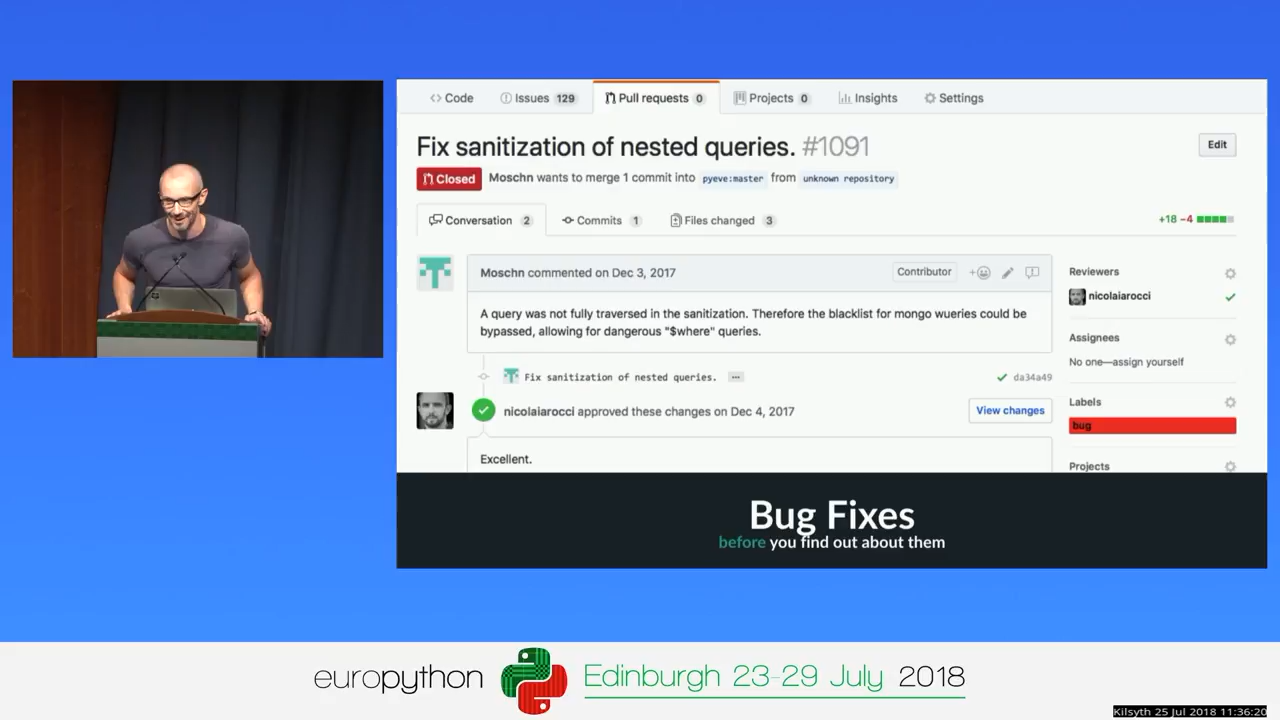 Code Issues 129 Pull requests 0 Projects 0 Insights Settings
Fix sanitization of nested queries. #1091
Edit
Closed Moschn wants to merge 1 commit into pyeve:master from unknown repository
Conversation 2 Commits 1 Files changed 3
+18 −4
Moschn commented on Dec 3, 2017
Contributor
A query was not fully traversed in the sanitization. Therefore the blacklist for mongo wueries could be
bypassed, allowing for dangerous "$where" queries.
Fix sanitization of nested queries. ...
da34a49
nicolaiarocci approved these changes on Dec 4, 2017
View changes
Excellent.
Reviewers
nicolaiarocci
Assignees
No one—assign yourself
Labels
bug
Projects
Bug Fixes
before you find out about them
europython Edinburgh 23-29 July 2018
Kilsyth 25 Jul 2018 11:36:20